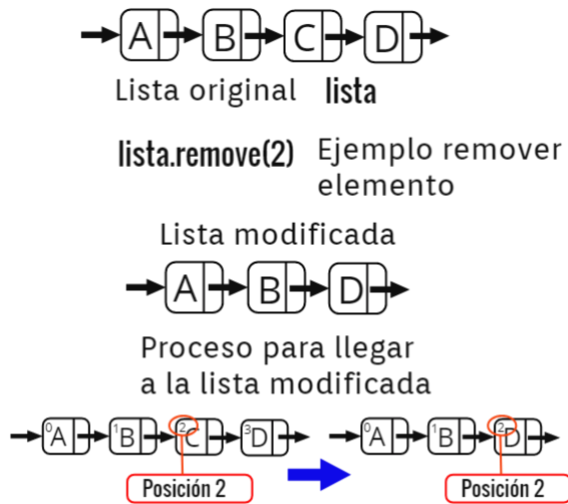 A B C D
Lista original lista
lista.remove(2) Ejemplo remover
elemento
Lista modificada
A B D
Proceso para llegar
a la lista modificada
0A 1B 2C 3D 0A 1B 2D
Posición 2 Posición 2